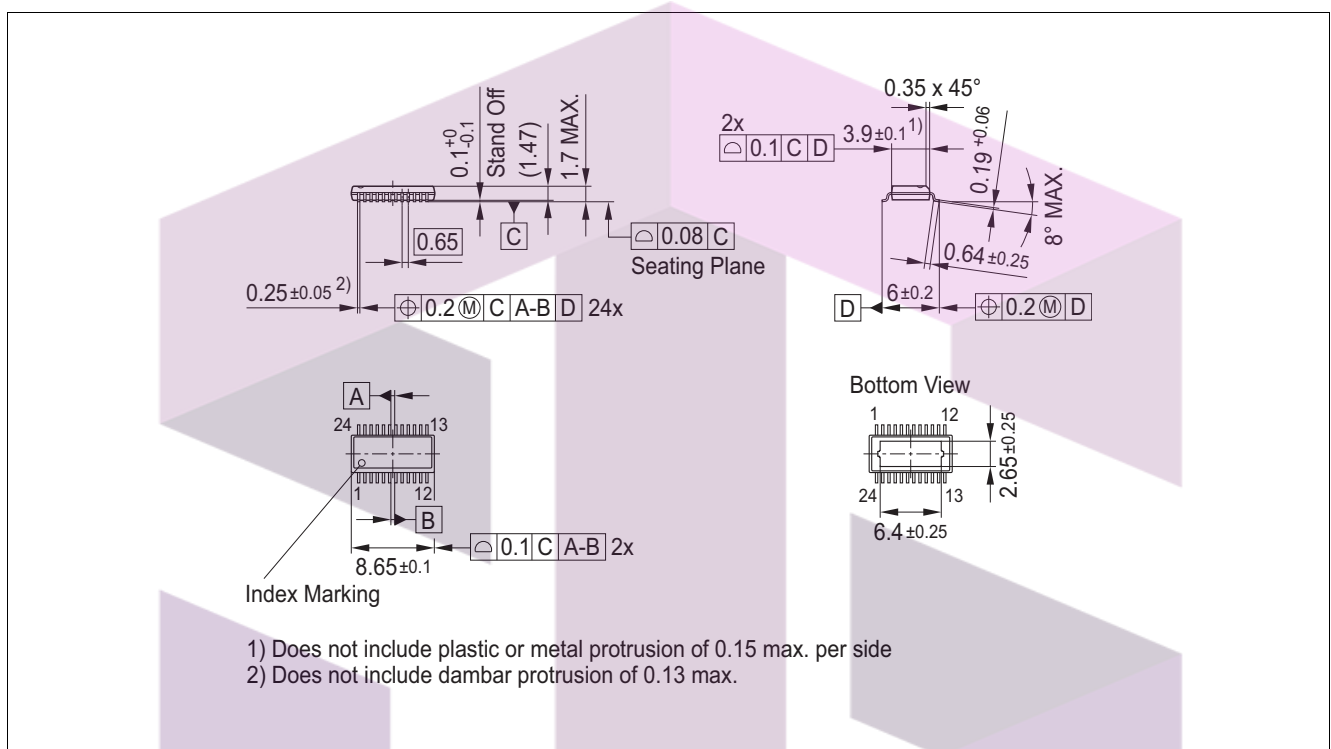 0.1 +0 -0.1
Stand Off
(1.47)
1.7 MAX.
0.65
C
⌓ 0.08 C
Seating Plane
0.25±0.05 2)
⌖ 0.2 Ⓜ C A-B D 24x
0.35 x 45°
2x
⌓ 0.1 C D
3.9±0.1 1)
0.19 +0.06
8° MAX.
0.64±0.25
D
6±0.2
⌖ 0.2 Ⓜ D
A
24 13
1 12
B
8.65±0.1
⌓ 0.1 C A-B 2x
Index Marking
Bottom View
1 12
24 13
2.65±0.25
6.4±0.25
1) Does not include plastic or metal protrusion of 0.15 max. per side
2) Does not include dambar protrusion of 0.13 max.